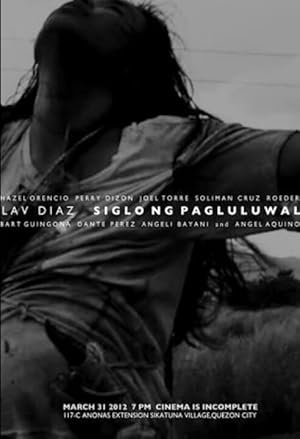 HAZEL ORENCIO PERRY DIZON JOEL TORRE SOLIMAN CRUZ ROEDER
LAV DIAZ SIGLO NG PAGLULUWAL
BART GUINGONA DANTE PEREZ ANGELI BAYANI and ANGEL AQUINO
MARCH 31 2012 7 PM CINEMA IS INCOMPLETE
117-C ANONAS EXTENSION SIKATUNA VILLAGE, QUEZON CITY